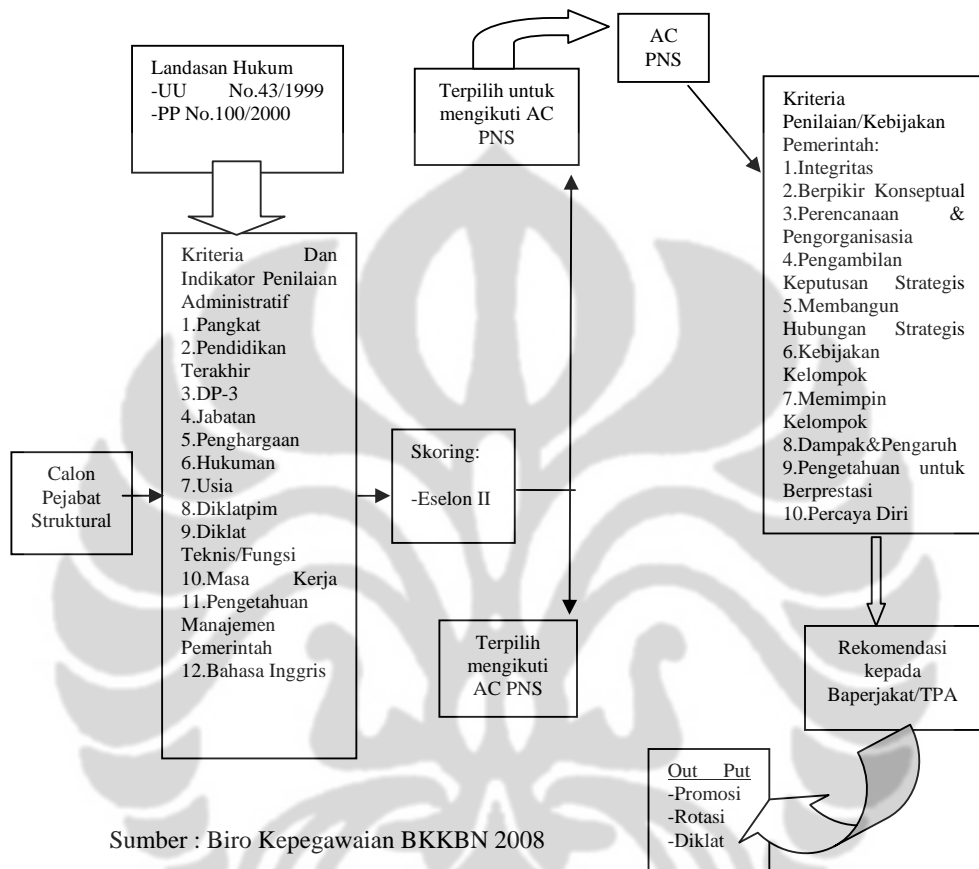 Landasan Hukum
-UU No.43/1999
-PP No.100/2000
Terpilih untuk
mengikuti AC
PNS
AC
PNS
Kriteria
Penilaian/Kebijakan
Pemerintah:
1.Integritas
2.Berpikir Konseptual
3.Perencanaan &
Pengorganisasia
4.Pengambilan
Keputusan Strategis
5.Membangun
Hubungan Strategis
6.Kebijakan
Kelompok
7.Memimpin
Kelompok
8.Dampak&Pengaruh
9.Pengetahuan untuk
Berprestasi
10.Percaya Diri
Kriteria Dan
Indikator Penilaian
Administratif
1.Pangkat
2.Pendidikan
Terakhir
3.DP-3
4.Jabatan
5.Penghargaan
6.Hukuman
7.Usia
8.Diklatpim
9.Diklat
Teknis/Fungsi
10.Masa Kerja
11.Pengetahuan
Manajemen
Pemerintah
12.Bahasa Inggris
Calon
Pejabat
Struktural
Skoring:
-Eselon II
Terpilih
mengikuti
AC PNS
Rekomendasi
kepada
Baperjakat/TPA
Out Put
-Promosi
-Rotasi
-Diklat
Sumber : Biro Kepegawaian BKKBN 2008